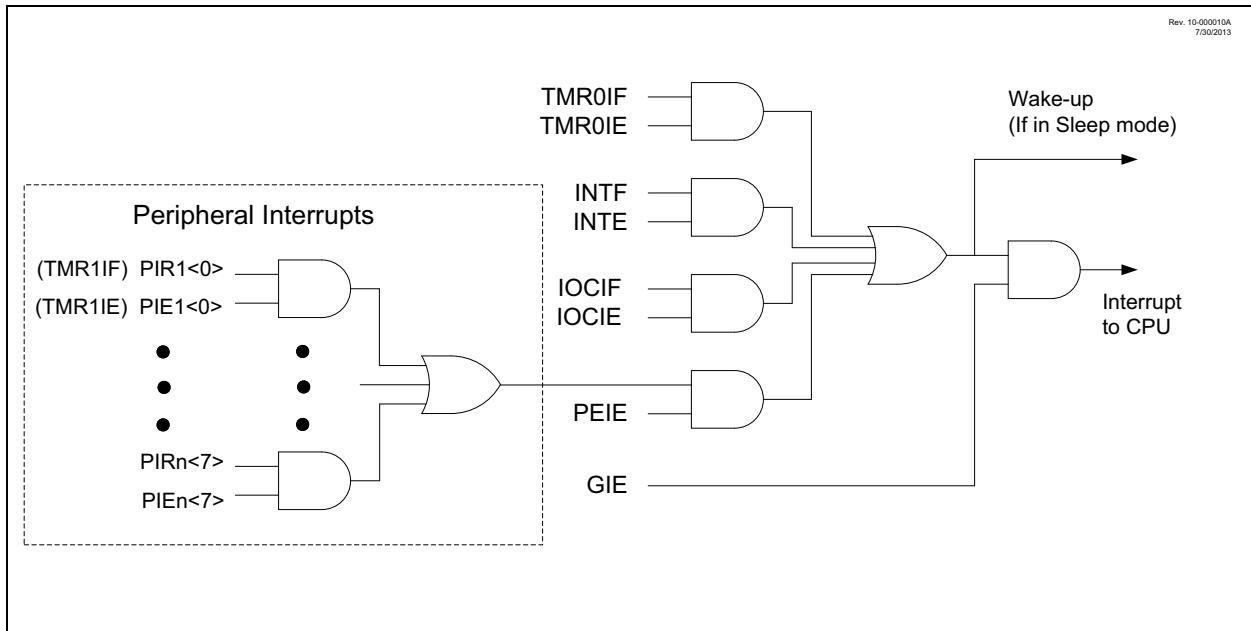 Rev. 10-000010A
7/30/2013
TMR0IF
TMR0IE
Wake-up
(If in Sleep mode)
INTF
INTE
Peripheral Interrupts
(TMR1IF) PIR1<0>
(TMR1IE) PIE1<0>
IOCIF
IOCIE
Interrupt
to CPU
PEIE
PIRn<7>
PIEn<7>
GIE